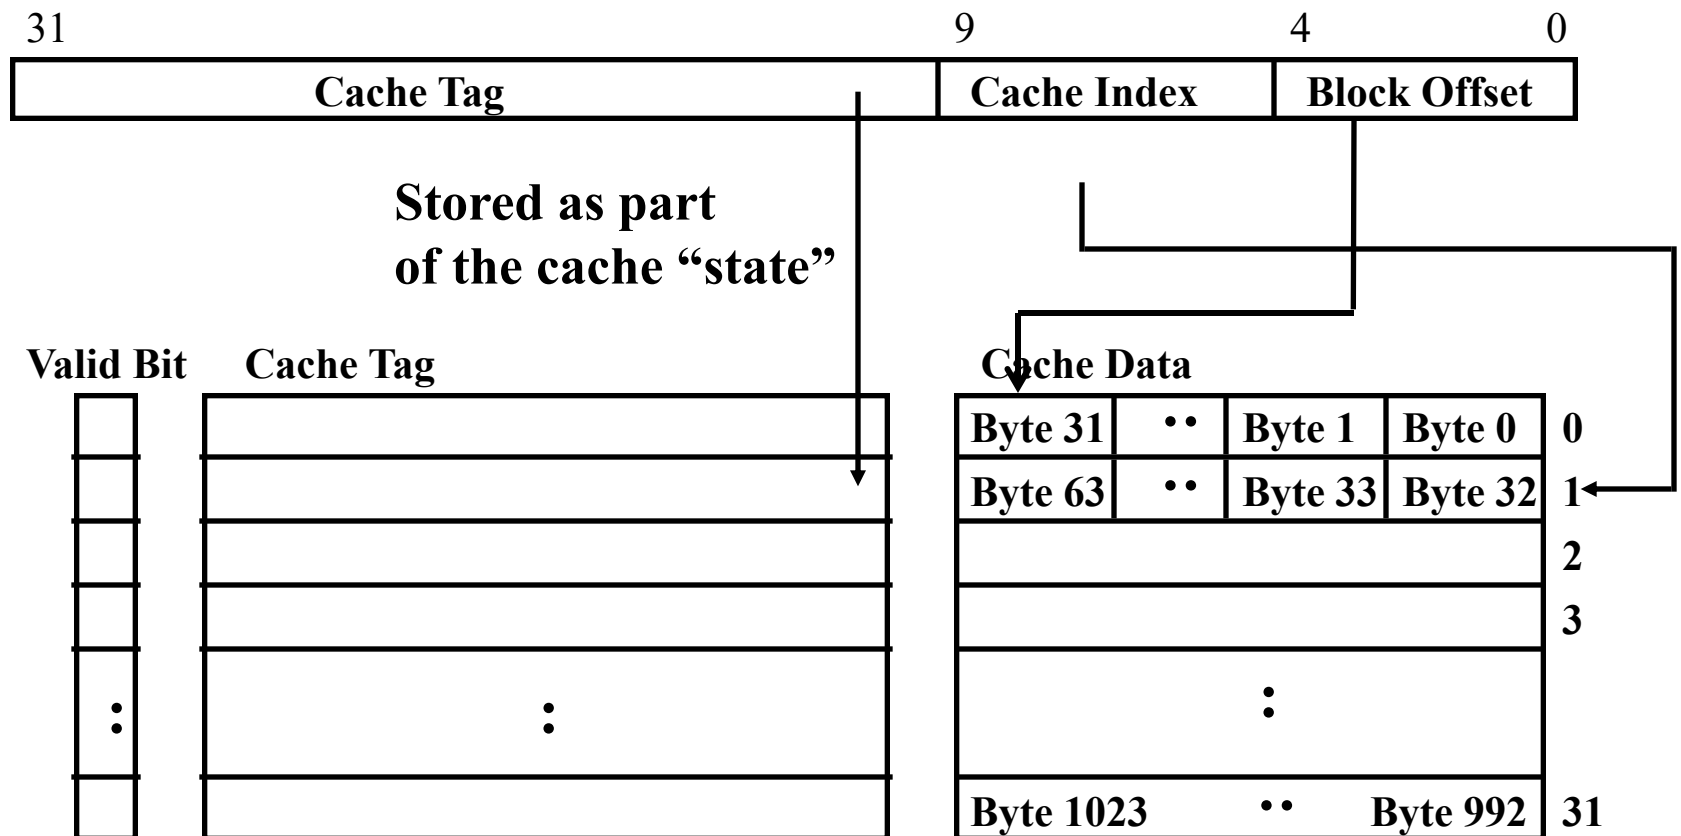 31 9 4 0
Cache Tag Cache Index Block Offset
Stored as part
of the cache “state”
Valid Bit Cache Tag Cache Data
Byte 31 •• Byte 1 Byte 0 0
Byte 63 •• Byte 33 Byte 32 1
2
3
: : :
Byte 1023 •• Byte 992 31